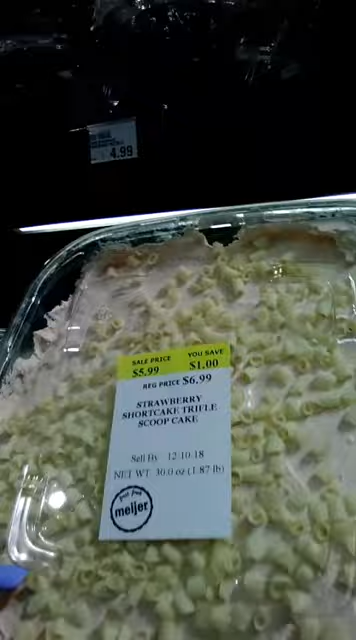 4.99
SALE PRICE YOU SAVE
$5.99 $1.00
REG PRICE $6.99
STRAWBERRY
SHORTCAKE TRIFLE
SCOOP CAKE
Sell By 12-10-18
NET WT 30.0 oz (1.87 lb)
meijer